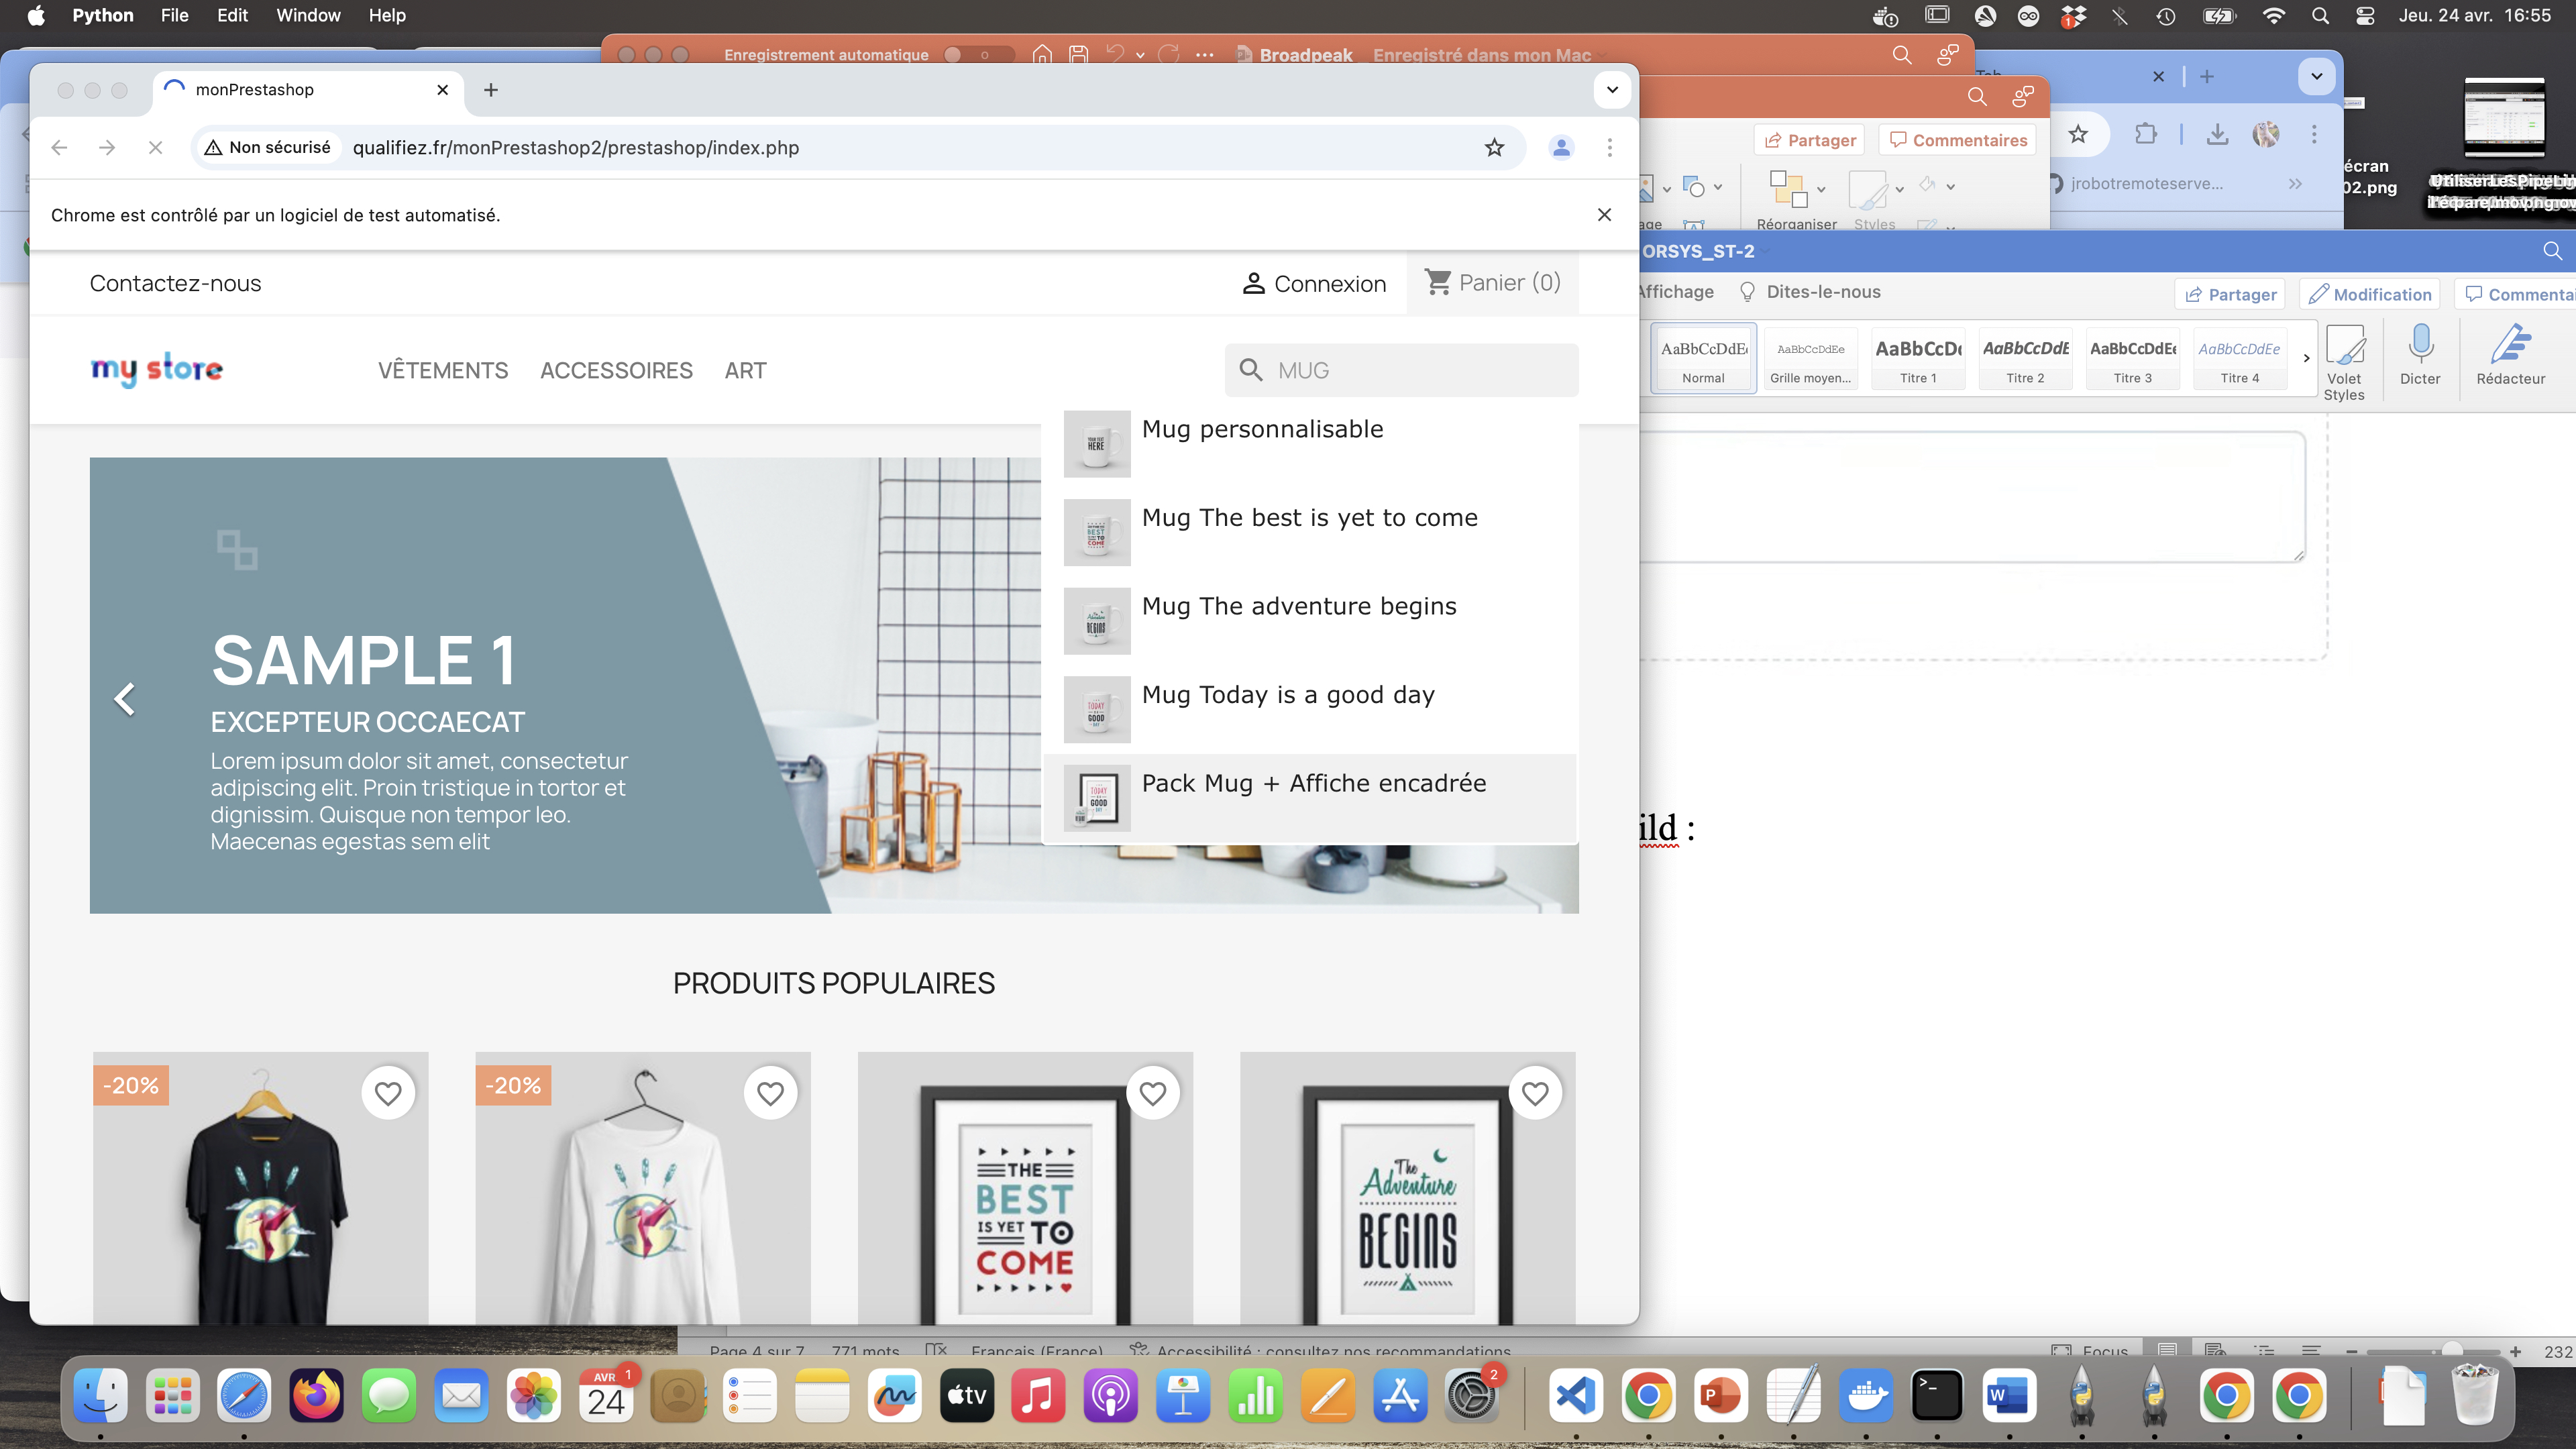 Python File Edit Window Help
Jeu. 24 avr. 16:55
Enregistrement automatique
Broadpeak Enregistré dans mon Mac
monPrestashop
Partager
Commentaires
Non sécurisé
qualifiez.fr/monPrestashop2/prestashop/index.php
jrobotremoteserve...
écran
02.png
Réorganiser
Styles
Chrome est contrôlé par un logiciel de test automatisé.
ORSYS_ST-2
Contactez-nous
Connexion
Panier (0)
Affichage
Dites-le-nous
Partager
Modification
my store
VÊTEMENTS
ACCESSOIRES
ART
MUG
AaBbCcDdEe
Normal
AaBbCcDdEe
Grille moyen...
Titre 1
Titre 2
AaBbCcDdEe
Titre 3
AaBbCcDdEe
Titre 4
Volet
Styles
Dicter
Rédacteur
Mug personnalisable
Mug The best is yet to come
Mug The adventure begins
Mug Today is a good day
Pack Mug + Affiche encadrée
SAMPLE 1
EXCEPTEUR OCCAECAT
Lorem ipsum dolor sit amet, consectetur
adipiscing elit. Proin tristique in tortor et
dignissim. Quisque non tempor leo.
Maecenas egestas sem elit
ild :
PRODUITS POPULAIRES
-20%
-20%
THE
BEST
IS YET TO
COME
The
Adventure
BEGINS
Page 4 sur 7
771 mots
Français (France)
Accessibilité : consultez nos recommandations
Focus
232
AVR
24
1
tv
2